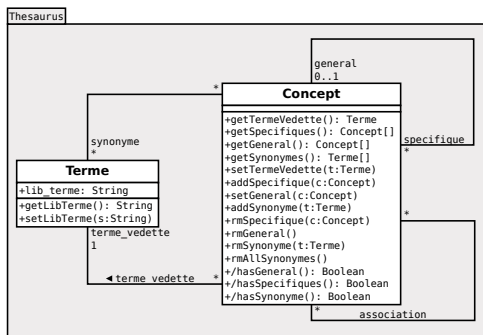 Thesaurus
general
0..1
Concept
*
+getTermeVedette(): Terme
+getSpecifiques(): Concept[]
+getGeneral(): Concept[]
+getSynonymes(): Terme[]
+setTermeVedette(t:Terme)
+addSpecifique(c:Concept)
+setGeneral(c:Concept)
+addSynonyme(t:Terme)
+rmSpecifique(c:Concept)
+rmGeneral()
+rmSynonyme(t:Terme)
+rmAllSynonymes()
+/hasGeneral(): Boolean
+/hasSpecifiques(): Boolean
+/hasSynonyme(): Boolean
specifique
*
*
synonyme
*
Terme
+lib_terme: String
+getLibTerme(): String
+setLibTerme(s:String)
terme_vedette
1
◄ terme vedette
*
*
association